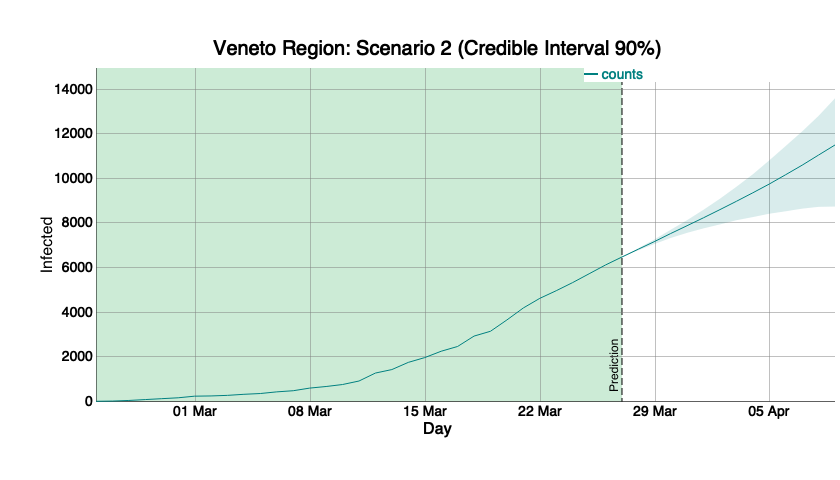 Veneto Region: Scenario 2 (Credible Interval 90%)
counts
14000
12000
10000
8000
6000
4000
2000
0
Infected
Prediction
01 Mar
08 Mar
15 Mar
22 Mar
29 Mar
05 Apr
Day